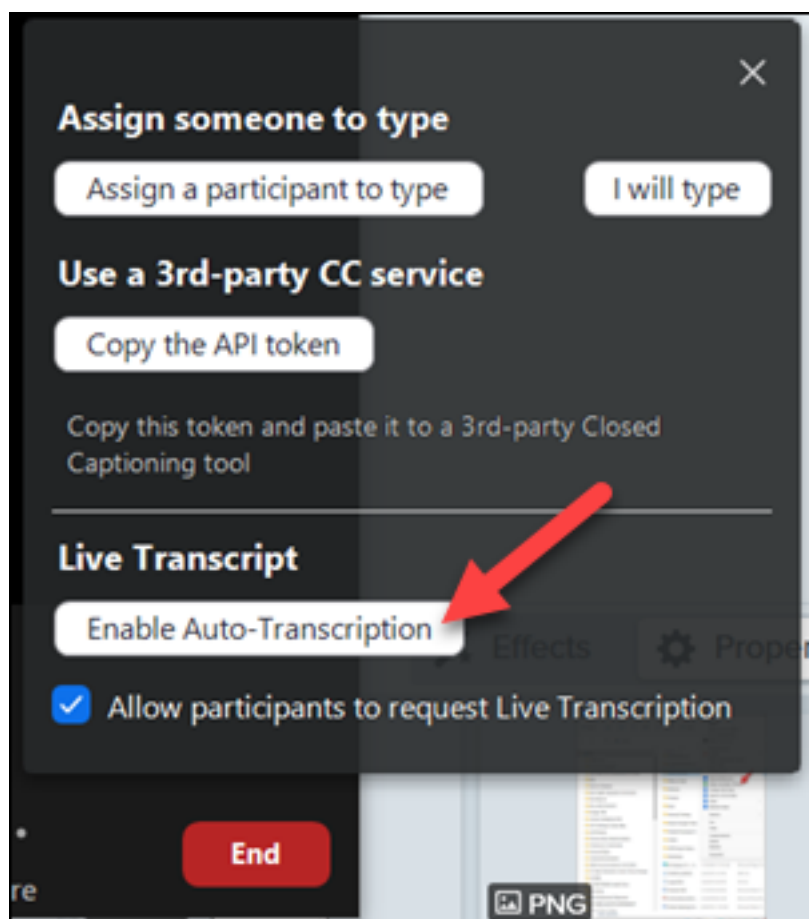 Assign someone to type
Assign a participant to type I will type
Use a 3rd-party CC service
Copy the API token
Copy this token and paste it to a 3rd-party Closed
Captioning tool
Live Transcript
Enable Auto-Transcription
Effects Proper
Allow participants to request Live Transcription
End
re
PNG